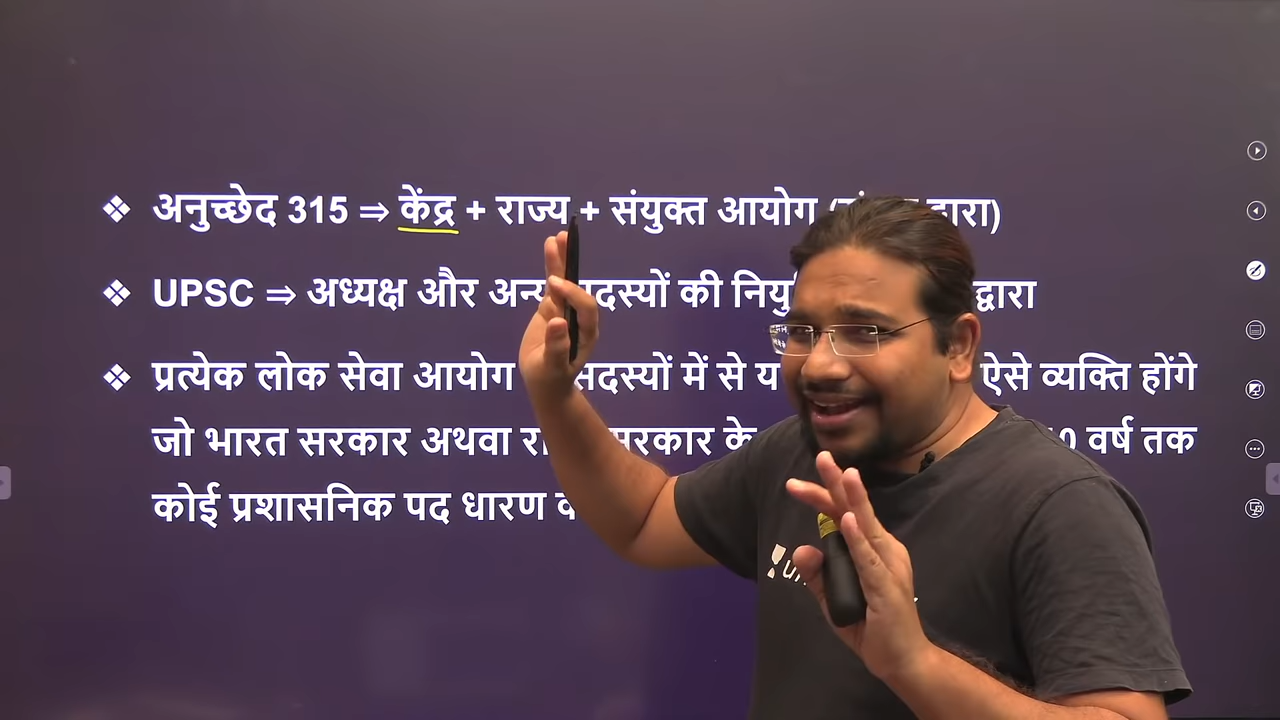 ❖ अनुच्छेद 315 ⇒ केंद्र + राज्य + संयुक्त आयोग द्वारा)
❖ UPSC ⇒ अध्यक्ष और अन्य सदस्यों की द्वारा
❖ प्रत्येक लोक सेवा आयोग सदस्यों में से ऐसे व्यक्ति होंगे
जो भारत सरकार अथवा सरकार के वर्ष तक
कोई प्रशासनिक पद धारण